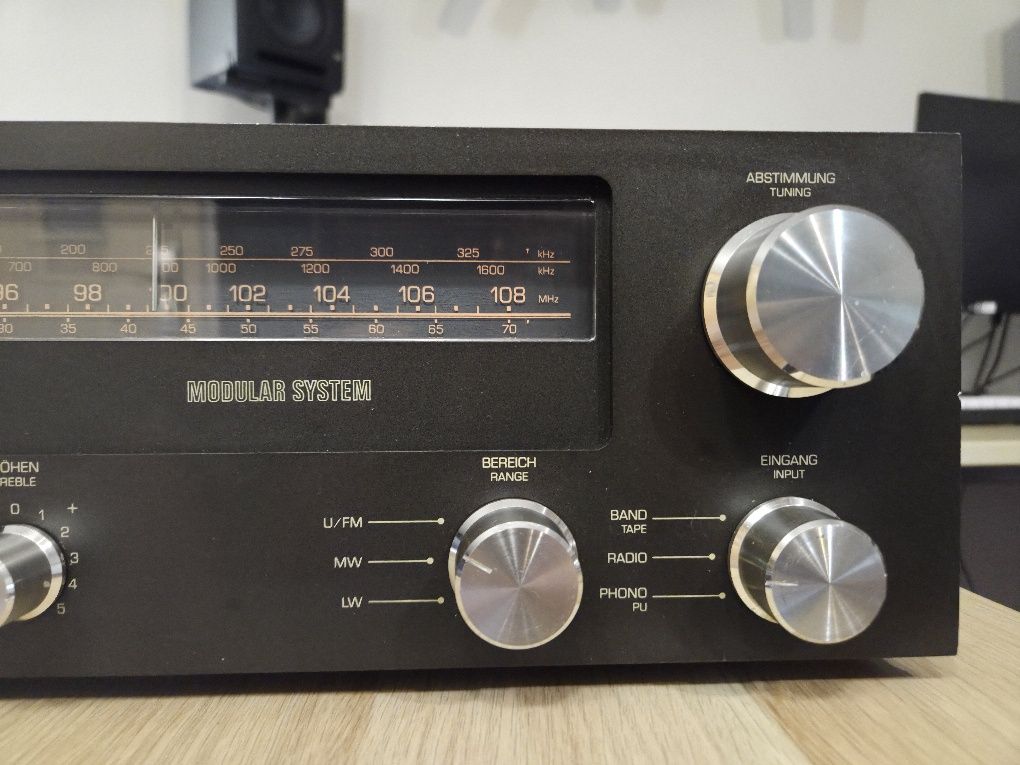 ABSTIMMUNG
TUNING
200 250 275 300 325 kHz
700 800 1000 1200 1400 1600 kHz
98 102 104 106 108 MHz
35 40 45 50 55 60 65 70
MODULAR SYSTEM
ÖHEN
REBLE
0 1 + 2 3 4 5
BEREICH
RANGE
U/FM
MW
LW
EINGANG
INPUT
BAND
TAPE
RADIO
PHONO
PU